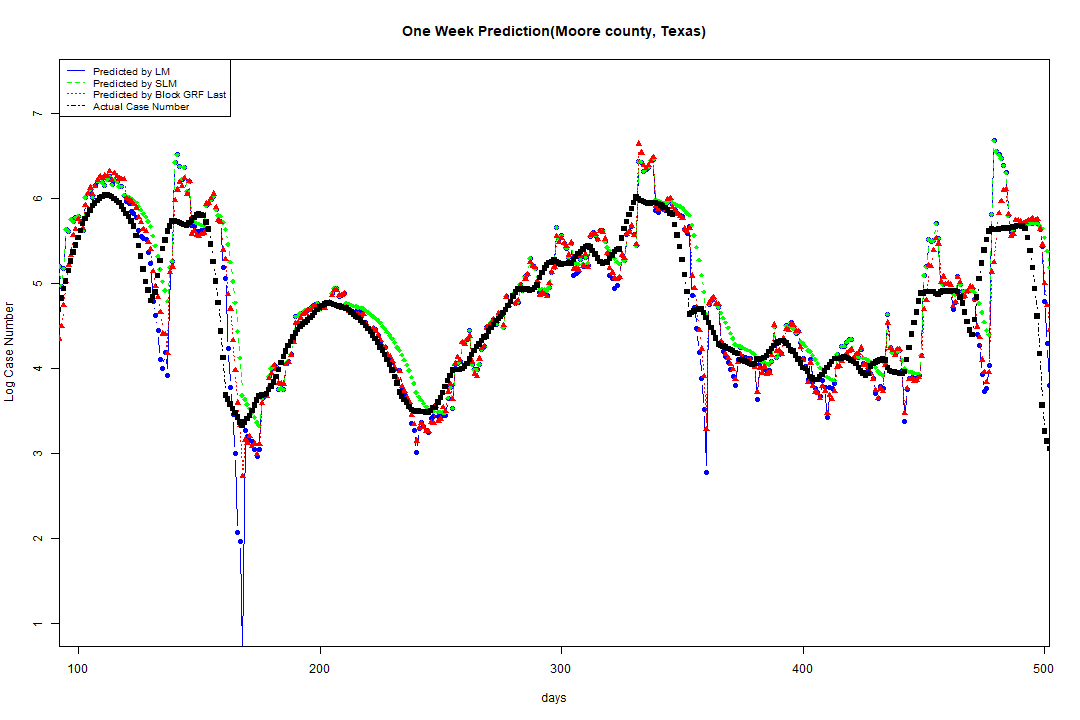 One Week Prediction(Moore county, Texas)
Predicted by LM
Predicted by SLM
Predicted by Block GRF Last
Actual Case Number
7
6
5
4
3
2
1
Log Case Number
100 200 300 400 500
days